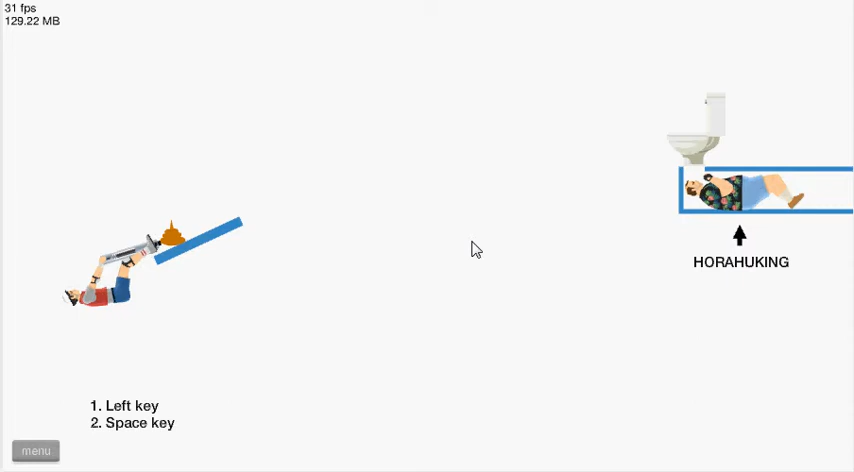 31 fps
129.22 MB
HORAHUKING
1. Left key
2. Space key
menu